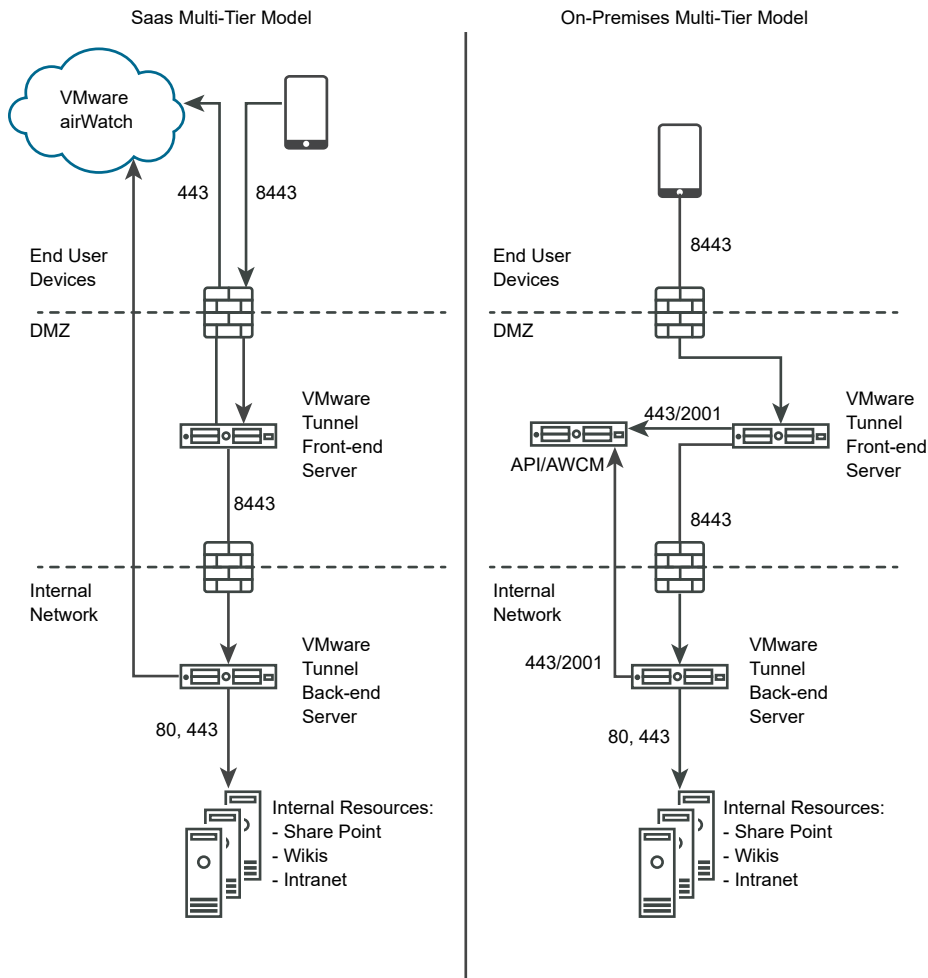 Saas Multi-Tier Model
VMware
airWatch
443
8443
End User
Devices
DMZ
VMware
Tunnel
Front-end
Server
8443
Internal
Network
VMware
Tunnel
Back-end
Server
80, 443
Internal Resources:
- Share Point
- Wikis
- Intranet
On-Premises Multi-Tier Model
8443
End User
Devices
DMZ
VMware
Tunnel
Front-end
Server
443/2001
API/AWCM
8443
Internal
Network
443/2001
VMware
Tunnel
Back-end
Server
80, 443
Internal Resources:
- Share Point
- Wikis
- Intranet